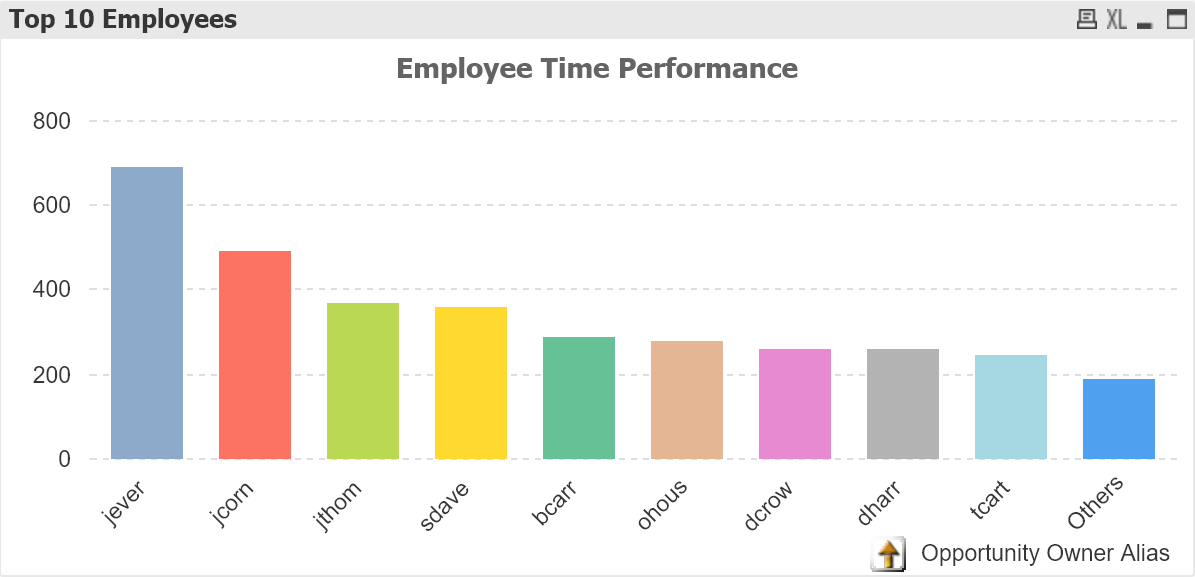 Top 10 Employees
XL
Employee Time Performance
800
600
400
200
0
jever
jcorn
jthom
sdave
bcarr
ohous
dcrow
dharr
tcart
Others
Opportunity Owner Alias